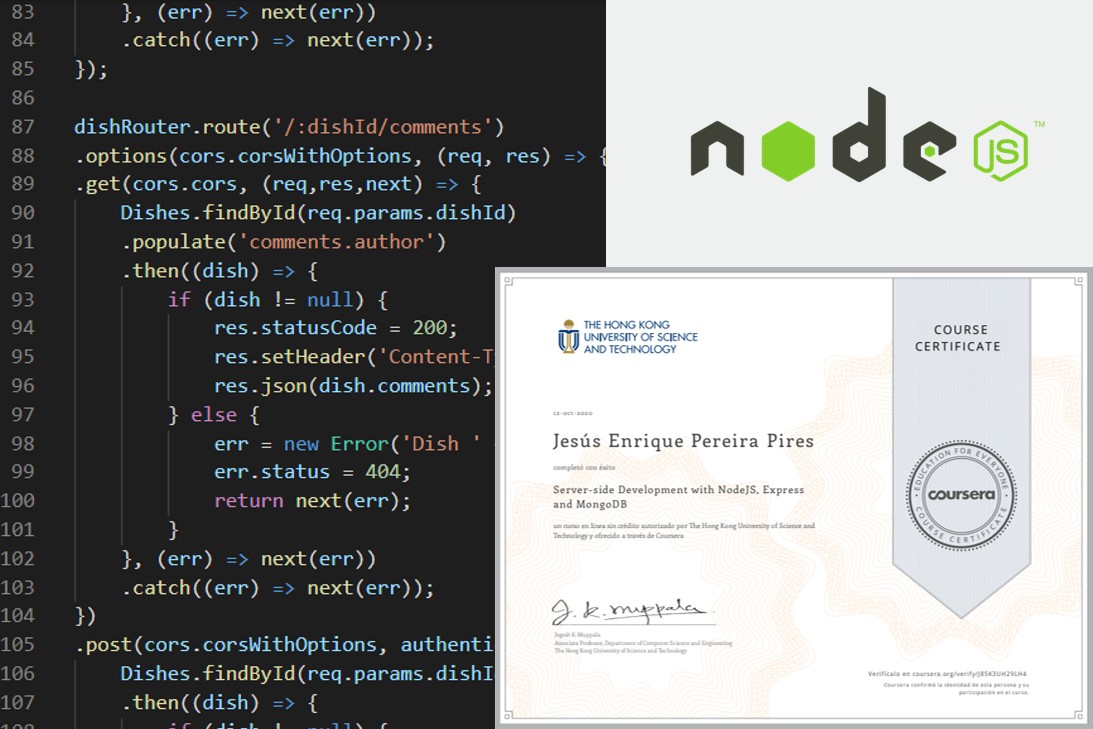 83 }, (err) => next(err))
84 .catch((err) => next(err));
85 });
86
87 dishRouter.route('/:dishId/comments')
88 .options(cors.corsWithOptions, (req, res) => {
89 .get(cors.cors, (req,res,next) => {
90 Dishes.findById(req.params.dishId)
91 .populate('comments.author')
92 .then((dish) => {
93 if (dish != null) {
94 res.statusCode = 200;
95 res.setHeader('Content-T
96 res.json(dish.comments);
97 } else {
98 err = new Error('Dish '
99 err.status = 404;
100 return next(err);
101 }
102 }, (err) => next(err))
103 .catch((err) => next(err));
104 })
105 .post(cors.corsWithOptions, authenti
106 Dishes.findById(req.params.dishI
107 .then((dish) => {
108 if (dish != null) {
node JS ™
THE HONG KONG
UNIVERSITY OF SCIENCE
AND TECHNOLOGY
12-oct-2020
Jesús Enrique Pereira Pires
completó con éxito
Server-side Development with NodeJS, Express
and MongoDB
un curso en línea sin crédito autorizado por The Hong Kong University of Science and
Technology y ofrecido a través de Coursera
J. K. Muppala
Jogesh K. Muppala
Associate Professor, Department of Computer Science and Engineering
The Hong Kong University of Science and Technology
COURSE
CERTIFICATE
EDUCATION FOR EVERYONE
coursera
COURSE CERTIFICATE
Verifícalo en coursera.org/verify/J85K3UH29LH4
Coursera confirmó la identidad de esta persona y su
participación en el curso.